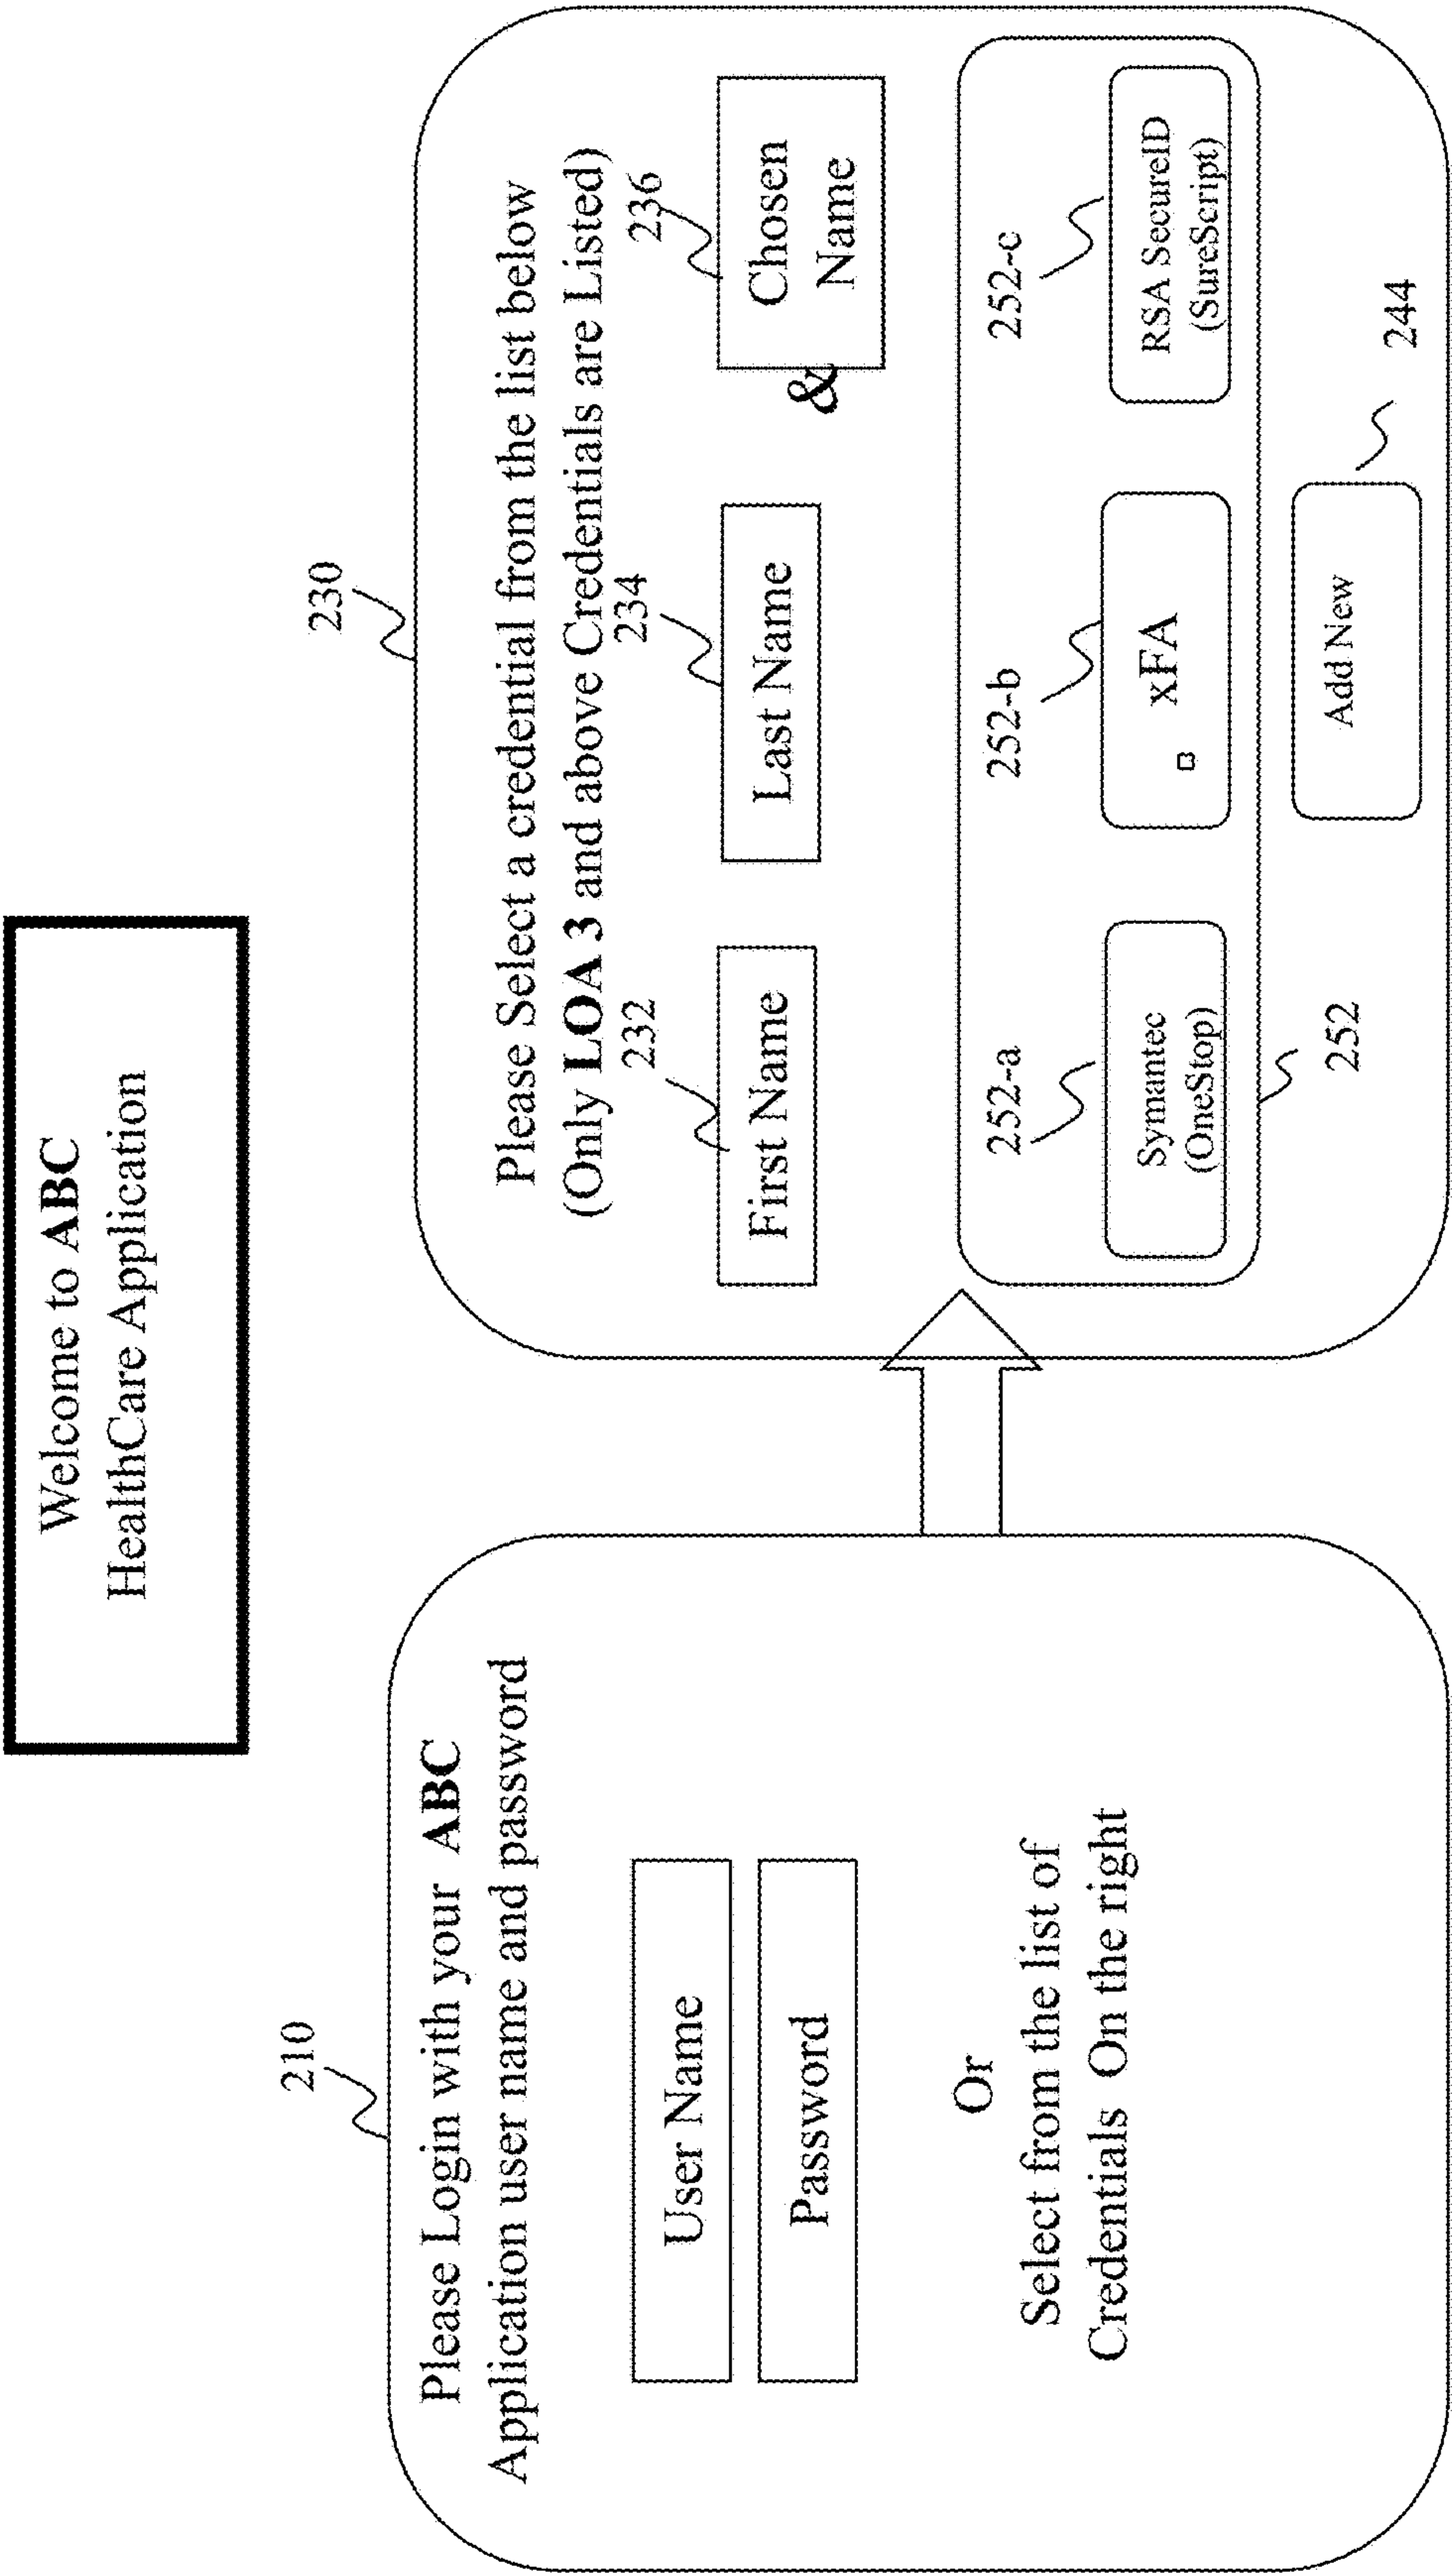 Welcome to ABC
HealthCare Application
210
Please Login with your ABC
Application user name and password
User Name
Password
Or
Select from the list of
Credentials On the right
230
Please Select a credential from the list below
(Only LOA 3 and above Credentials are Listed)
232
234
236
First Name
Last Name
&
Chosen
Name
252-a
252-b
252-c
Symantec
(OneStop)
xFA
RSA SecureID
(SureScript)
252
Add New
244